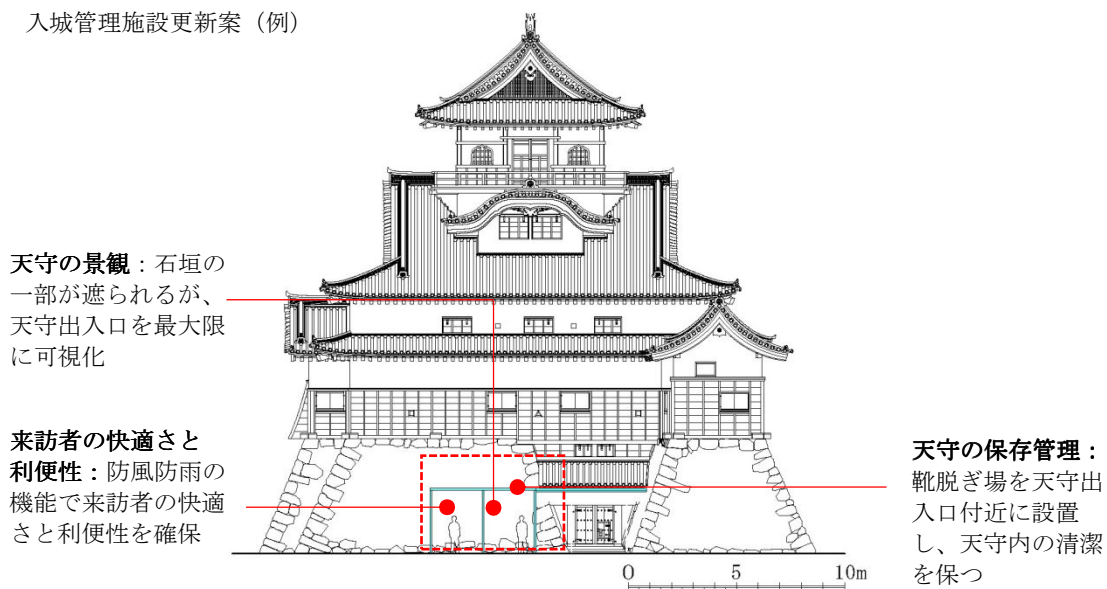 入城管理施設更新案（例）
天守の景観：石垣の
一部が遮られるが、
天守出入口を最大限
に可視化
来訪者の快適さと
利便性：防風防雨の
機能で来訪者の快適
さと利便性を確保
天守の保存管理：
靴脱ぎ場を天守出
入口付近に設置
し、天守内の清潔
を保つ
0 5 10m